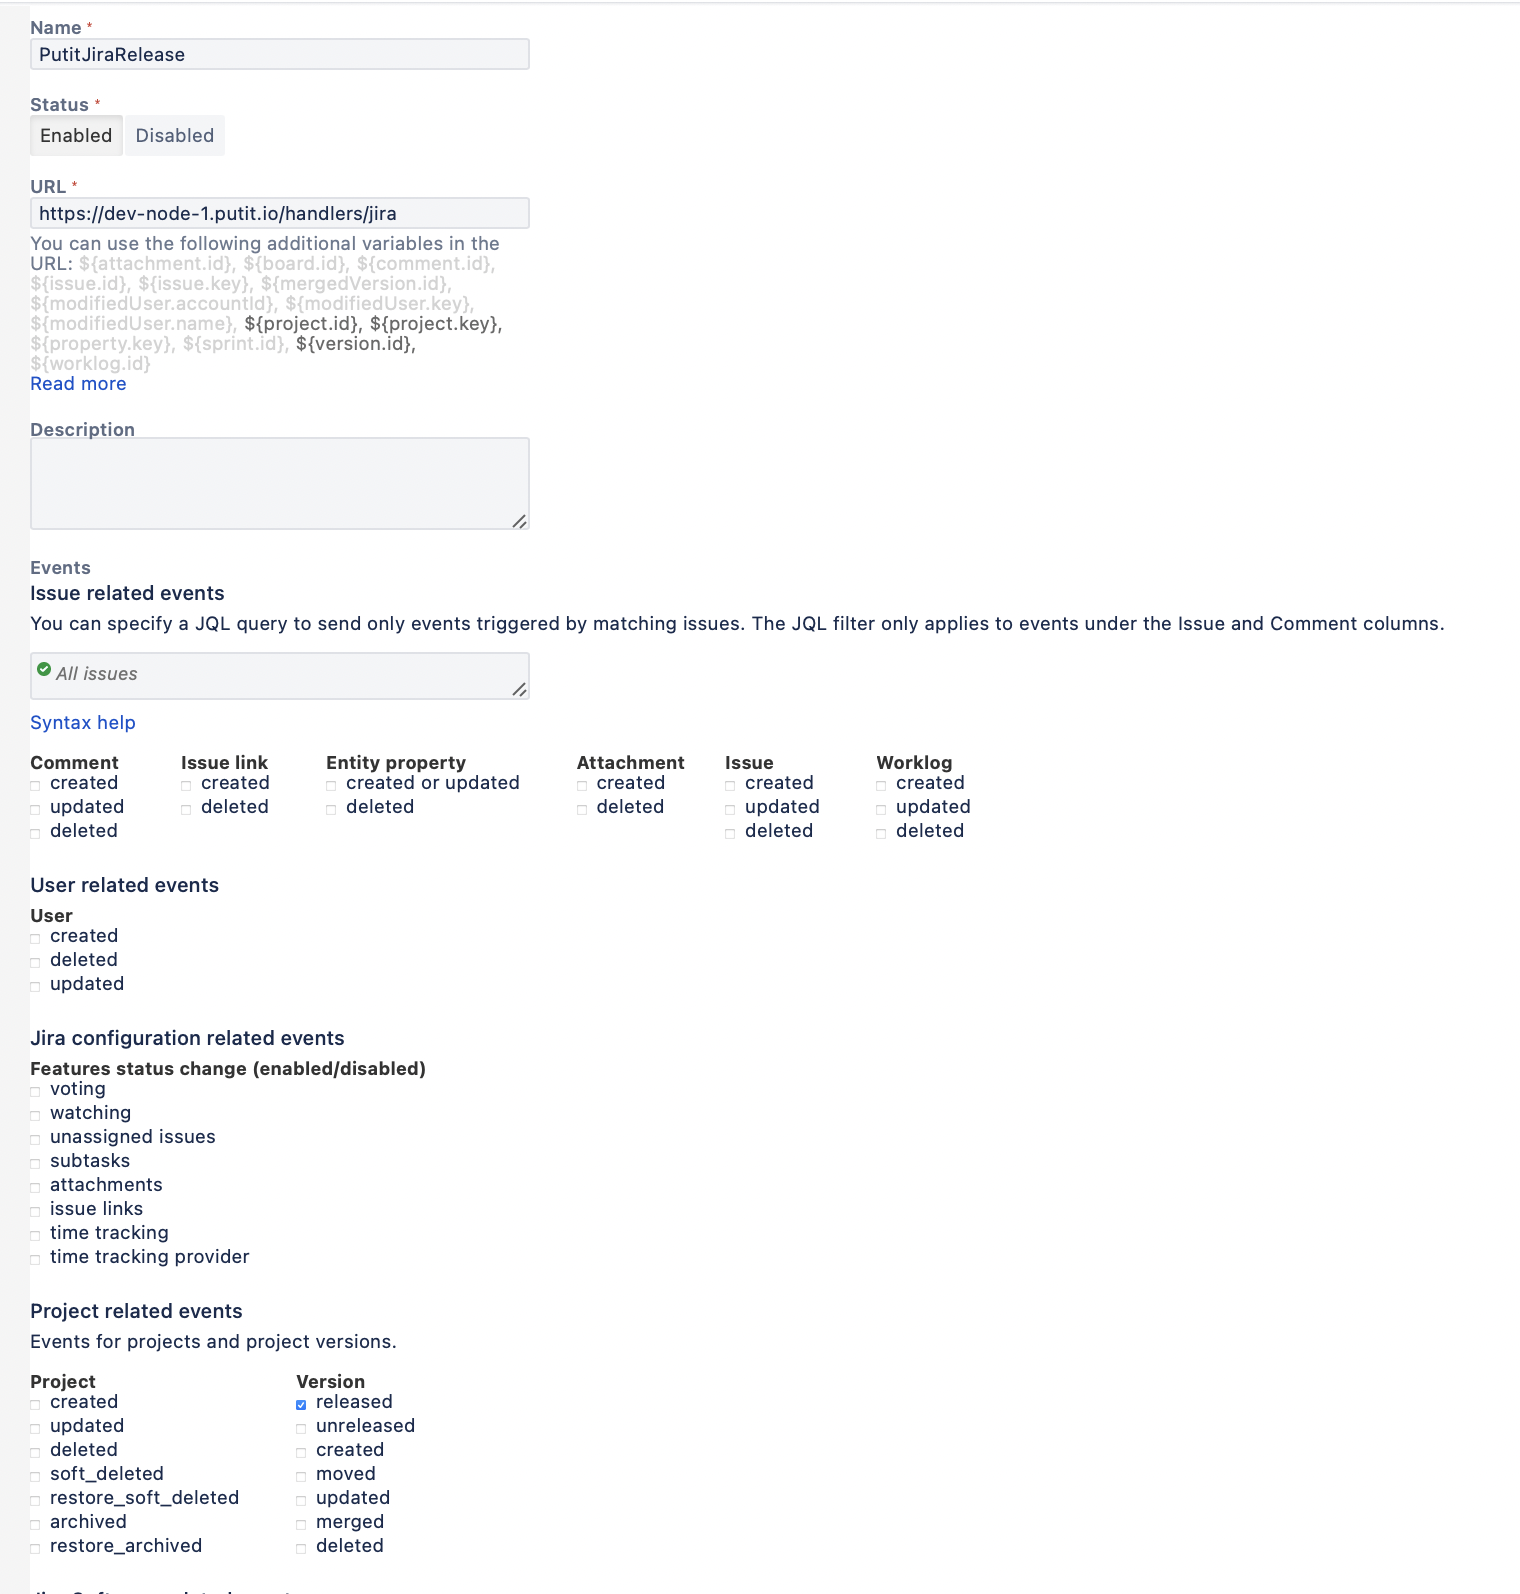 Name *
PutitJiraRelease
Status *
Enabled Disabled
URL *
https://dev-node-1.putit.io/handlers/jira
You can use the following additional variables in the
URL: ${attachment.id}, ${board.id}, ${comment.id},
${issue.id}, ${issue.key}, ${mergedVersion.id},
${modifiedUser.accountId}, ${modifiedUser.key},
${modifiedUser.name}, ${project.id}, ${project.key},
${property.key}, ${sprint.id}, ${version.id},
${worklog.id}
Read more
Description
Events
Issue related events
You can specify a JQL query to send only events triggered by matching issues. The JQL filter only applies to events under the Issue and Comment columns.
All issues
Syntax help
Comment Issue link Entity property Attachment Issue Worklog
created created created or updated created created created
updated deleted deleted deleted updated updated
deleted deleted deleted
User related events
User
created
deleted
updated
Jira configuration related events
Features status change (enabled/disabled)
voting
watching
unassigned issues
subtasks
attachments
issue links
time tracking
time tracking provider
Project related events
Events for projects and project versions.
Project Version
created released
updated unreleased
deleted created
soft_deleted moved
restore_soft_deleted updated
archived merged
restore_archived deleted